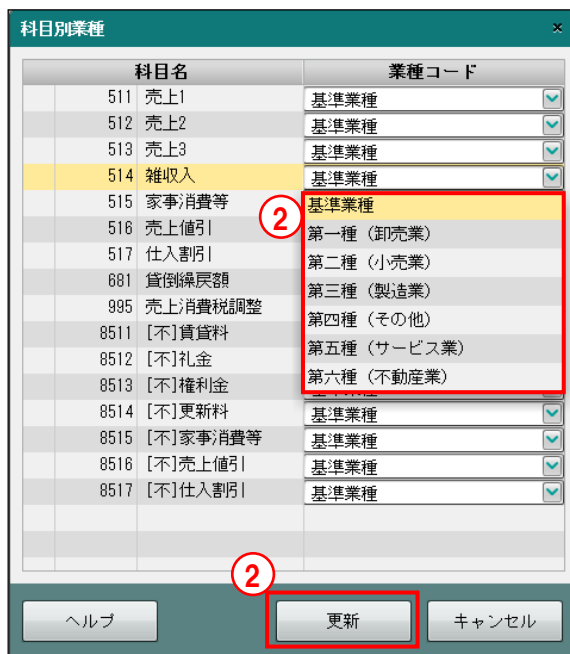 科目別業種 ×
科目名 業種コード
511 売上1 基準業種
512 売上2 基準業種
513 売上3 基準業種
514 雑収入 基準業種
515 家事消費等
516 売上値引
517 仕入割引
681 貸倒繰戻額
995 売上消費税調整
8511 [不]賃貸料
8512 [不]礼金
8513 [不]権利金
②
基準業種
第一種（卸売業）
第二種（小売業）
第三種（製造業）
第四種（その他）
第五種（サービス業）
第六種（不動産業）
8514 [不]更新料 基準業種
8515 [不]家事消費等 基準業種
8516 [不]売上値引 基準業種
8517 [不]仕入割引 基準業種
②
ヘルプ 更新 キャンセル